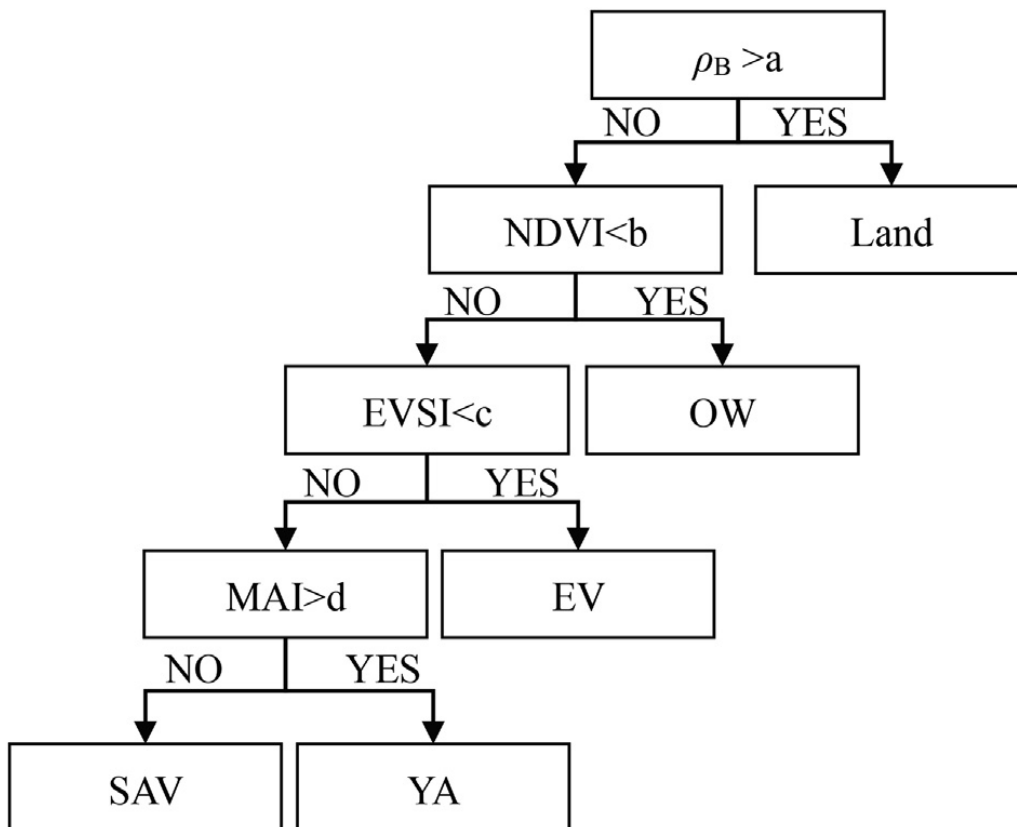 ρB >a
NO YES
NDVI<b
Land
NO YES
EVSI<c
OW
NO YES
MAI>d
EV
NO YES
SAV
YA